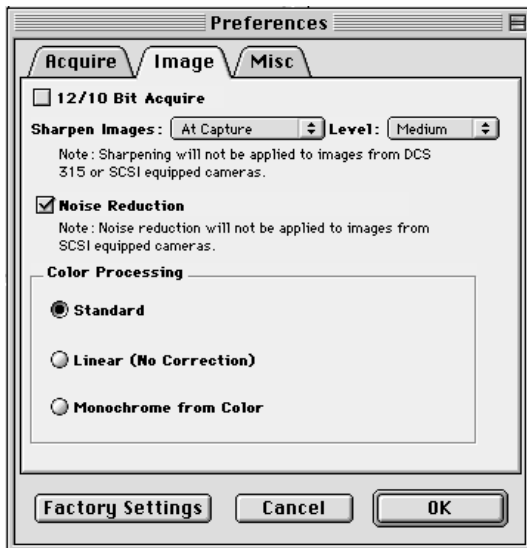 Preferences
Acquire Image Misc
12/10 Bit Acquire
Sharpen Images: At Capture Level: Medium
Note: Sharpening will not be applied to images from DCS
315 or SCSI equipped cameras.
Noise Reduction
Note: Noise reduction will not be applied to images from
SCSI equipped cameras.
Color Processing
Standard
Linear (No Correction)
Monochrome from Color
Factory Settings Cancel OK